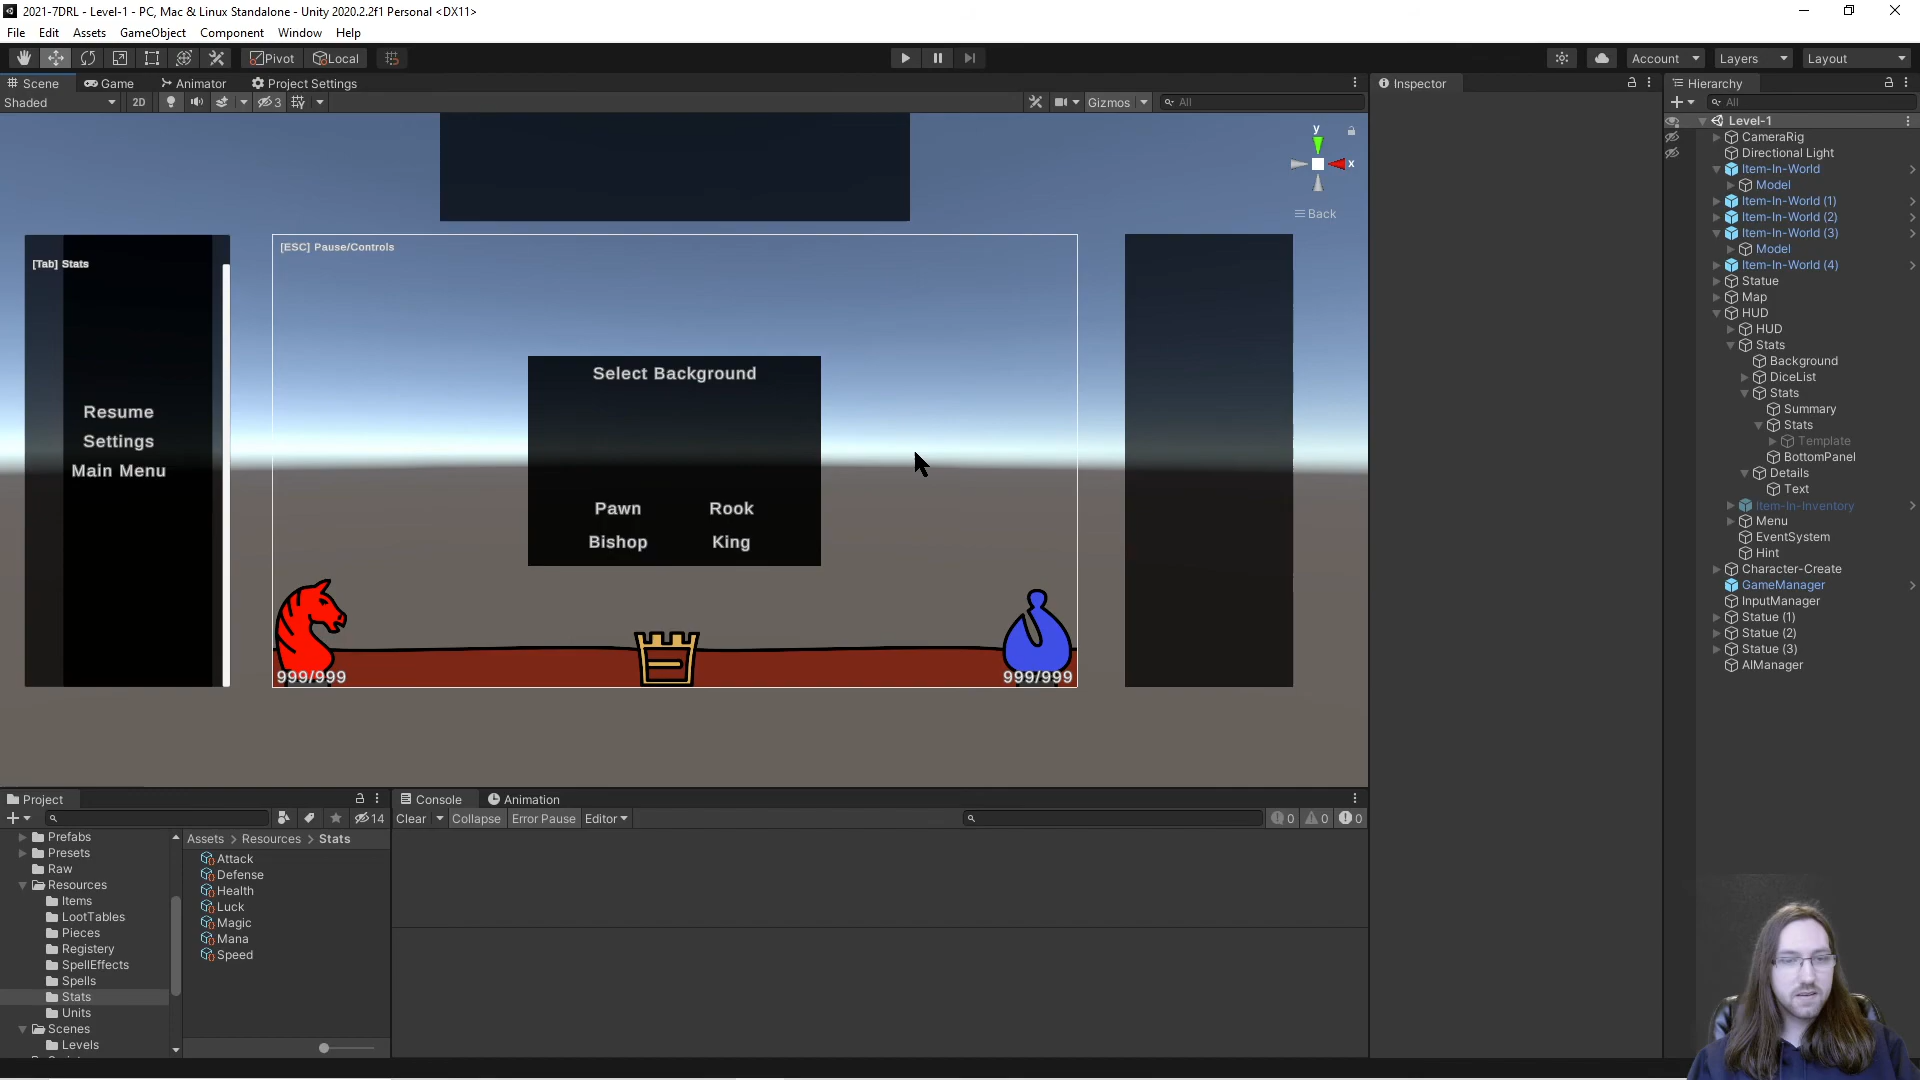 2021-7DRL - Level-1 - PC, Mac & Linux Standalone - Unity 2020.2.2f1 Personal <DX11>
File Edit Assets GameObject Component Window Help
Pivot Local Account Layers Layout
Scene Game Animator Project Settings Inspector Hierarchy
Shaded 2D 3 Gizmos All All
Level-1
CameraRig
Directional Light
Item-In-World
Model
Item-In-World (1)
Item-In-World (2)
Item-In-World (3)
Model
Item-In-World (4)
Statue
Map
HUD
HUD
Stats
Background
DiceList
Stats
Summary
Stats
Template
BottomPanel
Details
Text
Item-In-Inventory
Menu
EventSystem
Hint
Character-Create
GameManager
InputManager
Statue (1)
Statue (2)
Statue (3)
AIManager
y
x
Back
[ESC] Pause/Controls
[Tab] Stats
Resume
Settings
Main Menu
Select Background
Pawn Rook
Bishop King
999/999 999/999
Project Console Animation
14 Clear Collapse Error Pause Editor 0 0 0
Prefabs
Presets
Raw
Resources
Items
LootTables
Pieces
Registery
SpellEffects
Spells
Stats
Units
Scenes
Levels
Assets > Resources > Stats
Attack
Defense
Health
Luck
Magic
Mana
Speed